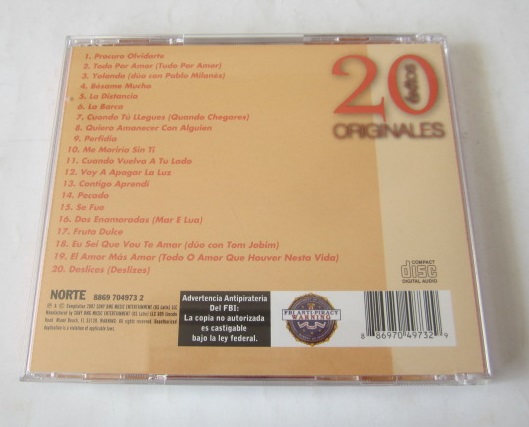 1. Procuro Olvidarte
2. Todo Por Amor (Tudo Por Amor)
3. Yolanda (dúo con Pablo Milanés)
4. Bésame Mucho
5. La Distancia
6. La Barca
7. Cuando Tú LLegues (Quando Chegares)
8. Quiero Amanecer Con Alguien
9. Perfidia
10. Me Moriría Sin Ti
11. Cuando Vuelva A Tu Lado
12. Voy A Apagar La Luz
13. Contigo Aprendí
14. Pecado
15. Se Fue
16. Dos Enamoradas (Mar E Lua)
17. Fruta Dulce
18. Eu Sei Que Vou Te Amar (dúo con Tom Jobim)
19. El Amor Más Amor (Todo O Amor Que Houver Nesta Vida)
20. Deslices (Deslizes)
20
éxitos
ORIGINALES
COMPACT
disc
DIGITAL AUDIO
NORTE 8869 704973 2
Advertencia Antipirateria
Del FBI:
La copia no autorizada
es castigable
bajo la ley federal.
FBI ANTI-PIRACY
WARNING
8 86970 49732 9